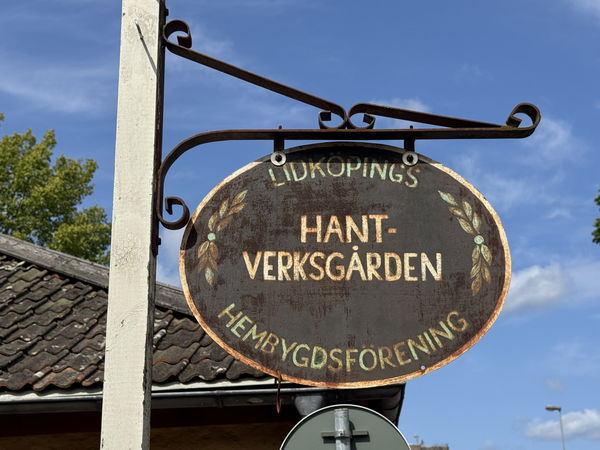 LIDKÖPINGS
HANT-
VERKSGÅRDEN
HEMBYGDSFÖRENING